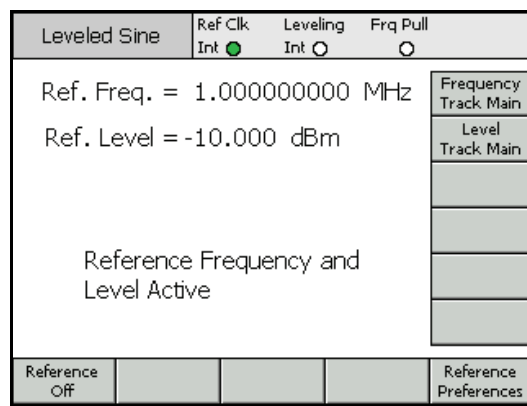 Leveled Sine
Ref Clk Leveling Frq Pull
Int Int
Ref. Freq. = 1.000000000 MHz
Ref. Level = -10.000 dBm
Frequency
Track Main
Level
Track Main
Reference Frequency and
Level Active
Reference
Off
Reference
Preferences